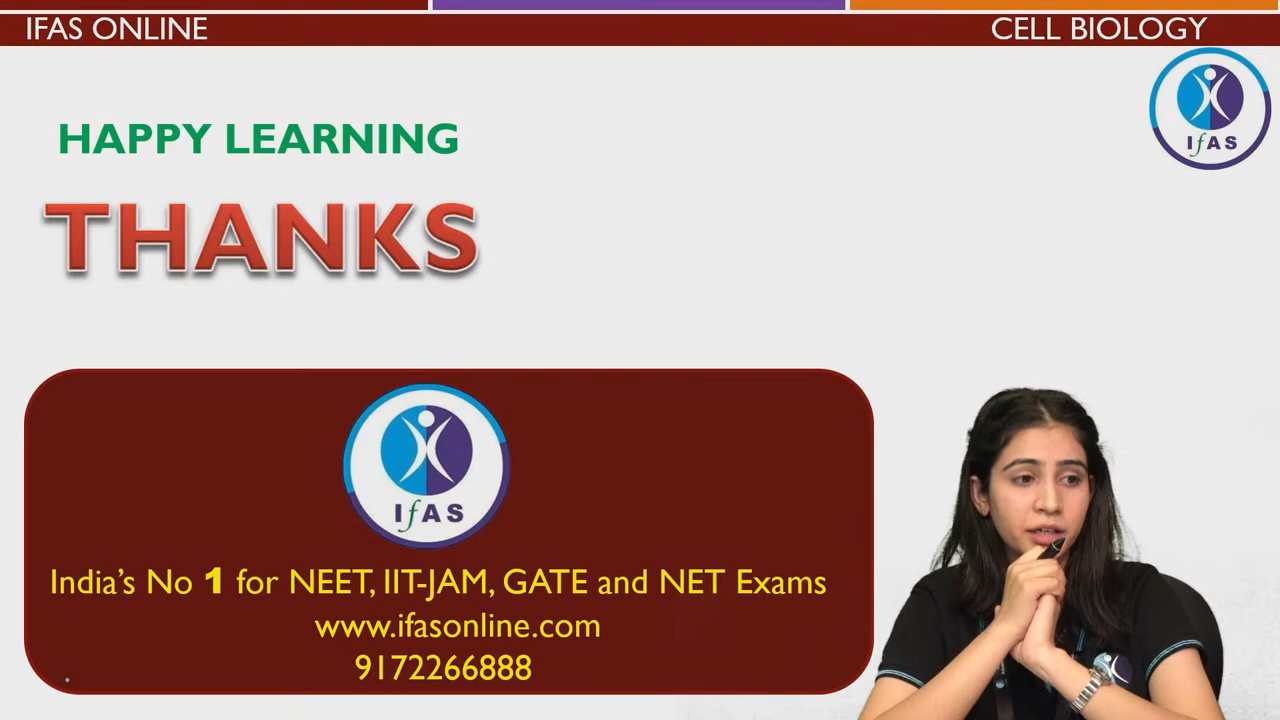 IFAS ONLINE
CELL BIOLOGY
IfAS
HAPPY LEARNING
THANKS
IfAS
India's No 1 for NEET, IIT-JAM, GATE and NET Exams
www.ifasonline.com
9172266888